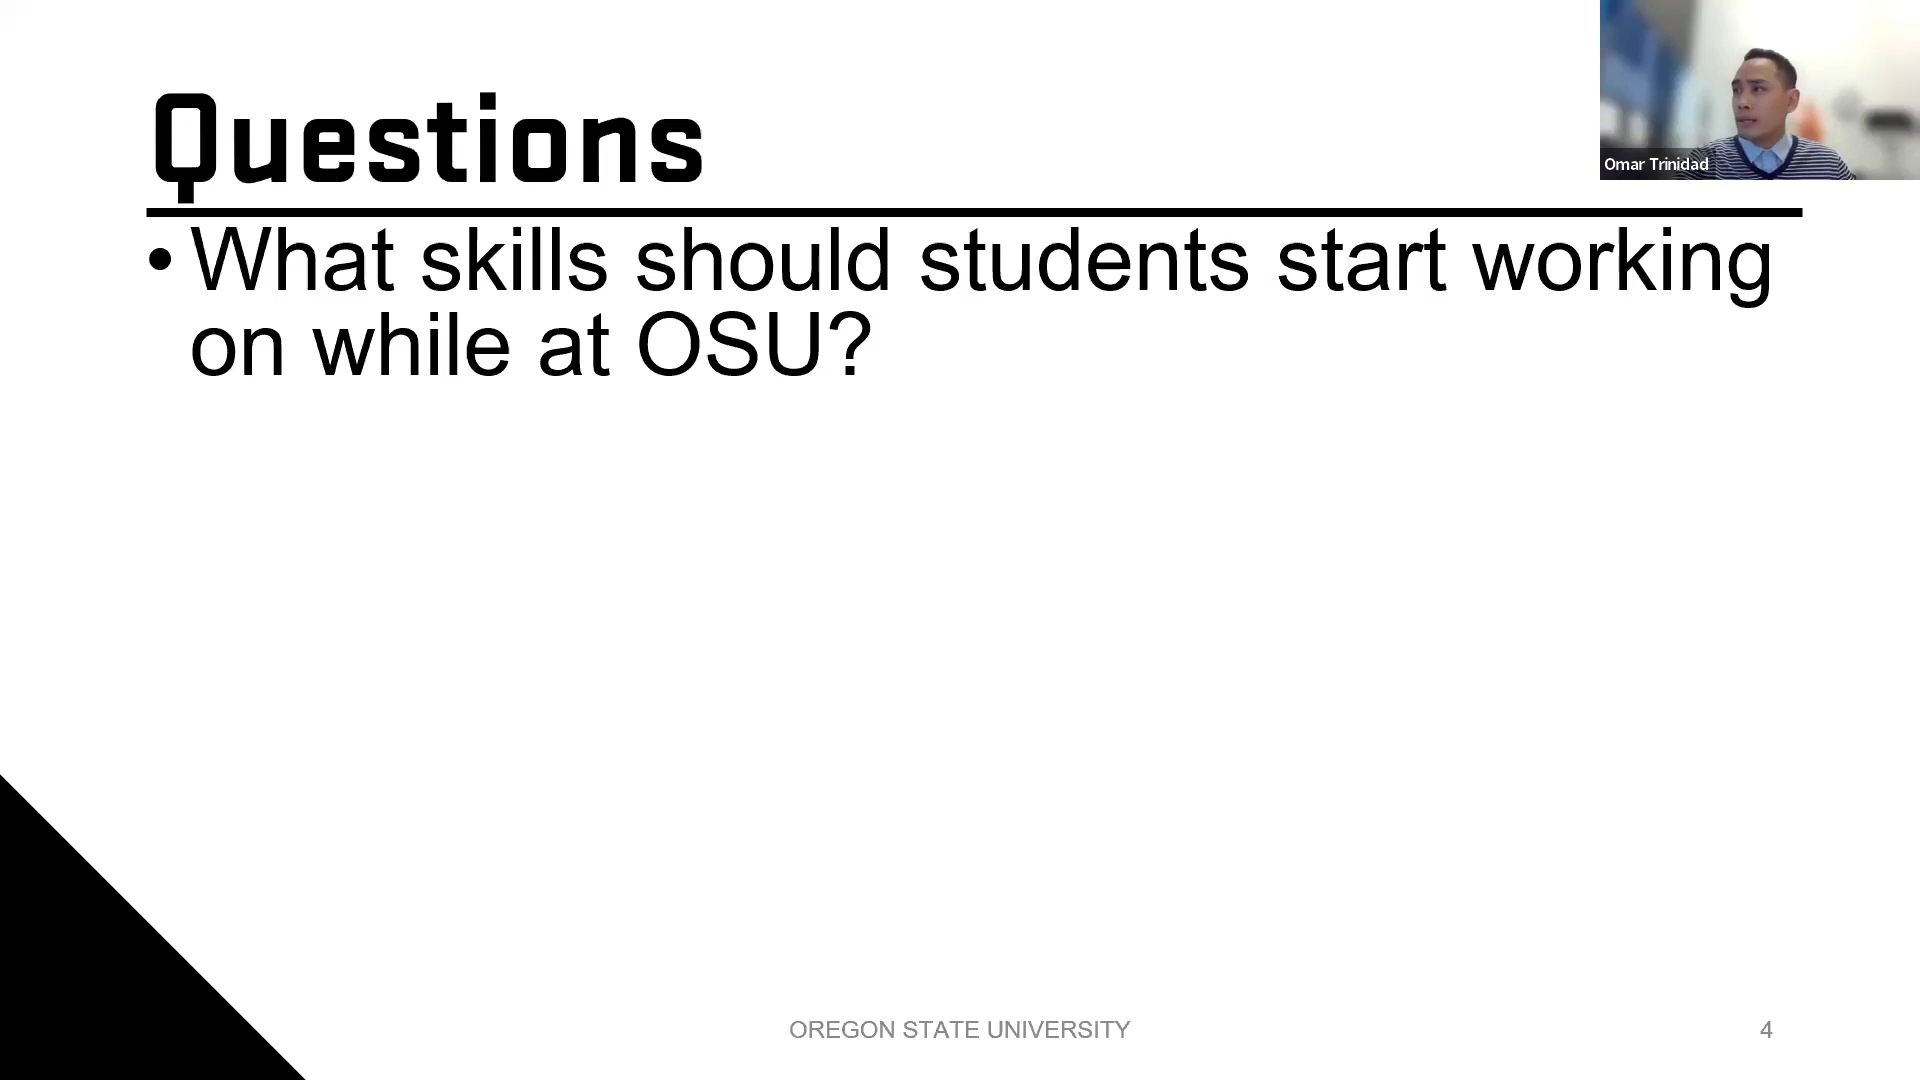 Questions
Omar Trinidad
• What skills should students start working
on while at OSU?
OREGON STATE UNIVERSITY
4